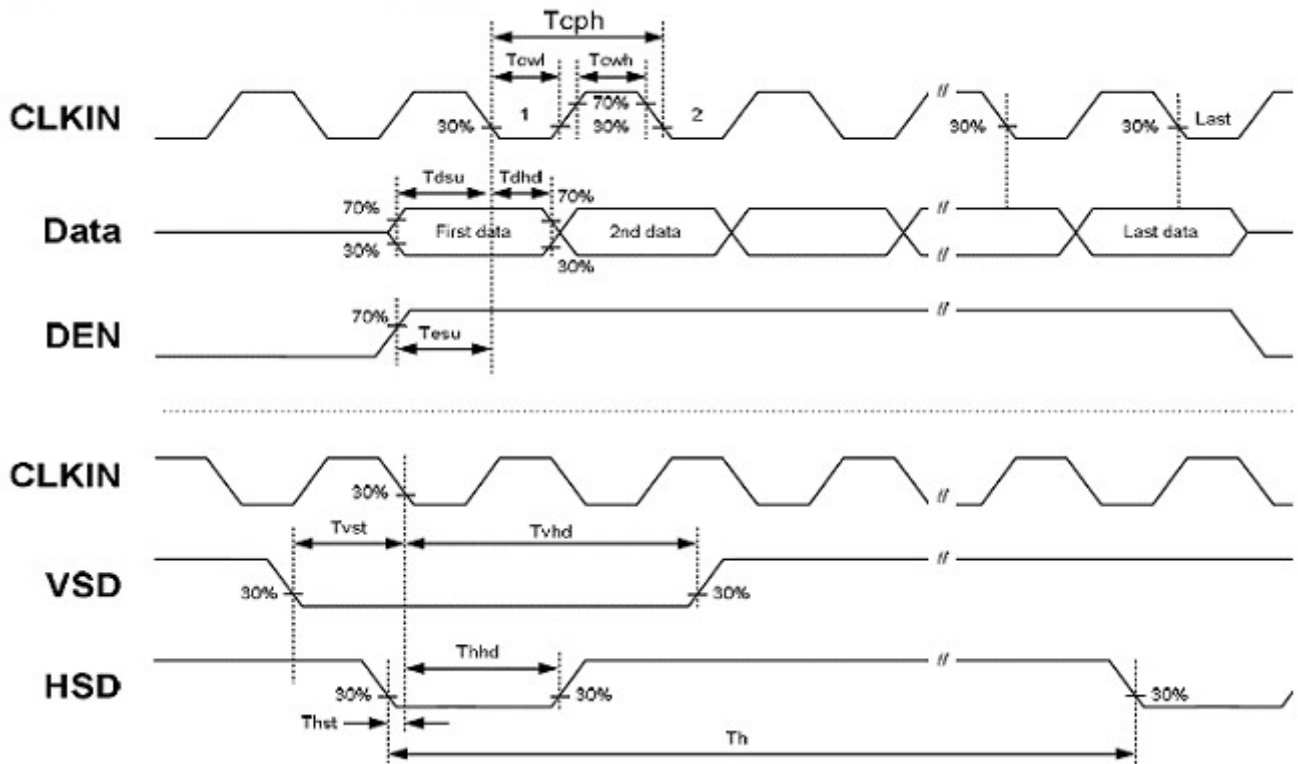 Tcph
Tcwl Tcwh
CLKIN 30% 1 70% 30% 2 30% 30% Last
Tdsu Tdhd
70% 70%
Data First data 2nd data Last data
30% 30%
DEN 70%
Tesu
CLKIN 30%
Tvst Tvhd
VSD 30% 30%
Thhd
HSD 30% 30% 30%
Thst
Th